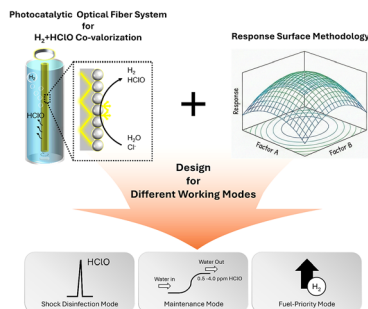 Photocatalytic Optical Fiber System
for
H₂+HClO Co-valorization
H₂
HClO
H₂
HClO
H₂O
Cl⁻
+
Response Surface Methodology
Response
Factor A
Factor B
Design
for
Different Working Modes
HClO
Shock Disinfection Mode
Water in
Water Out
0.5 -4.0 ppm HClO
Maintenance Mode
H₂
Fuel-Priority Mode